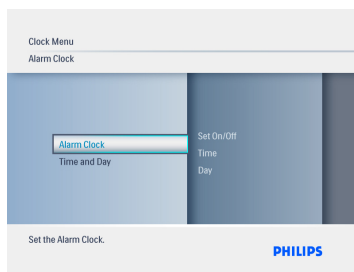 Clock Menu
Alarm Clock
Alarm Clock
Time and Day
Set On/Off
Time
Day
Set the Alarm Clock.
PHILIPS